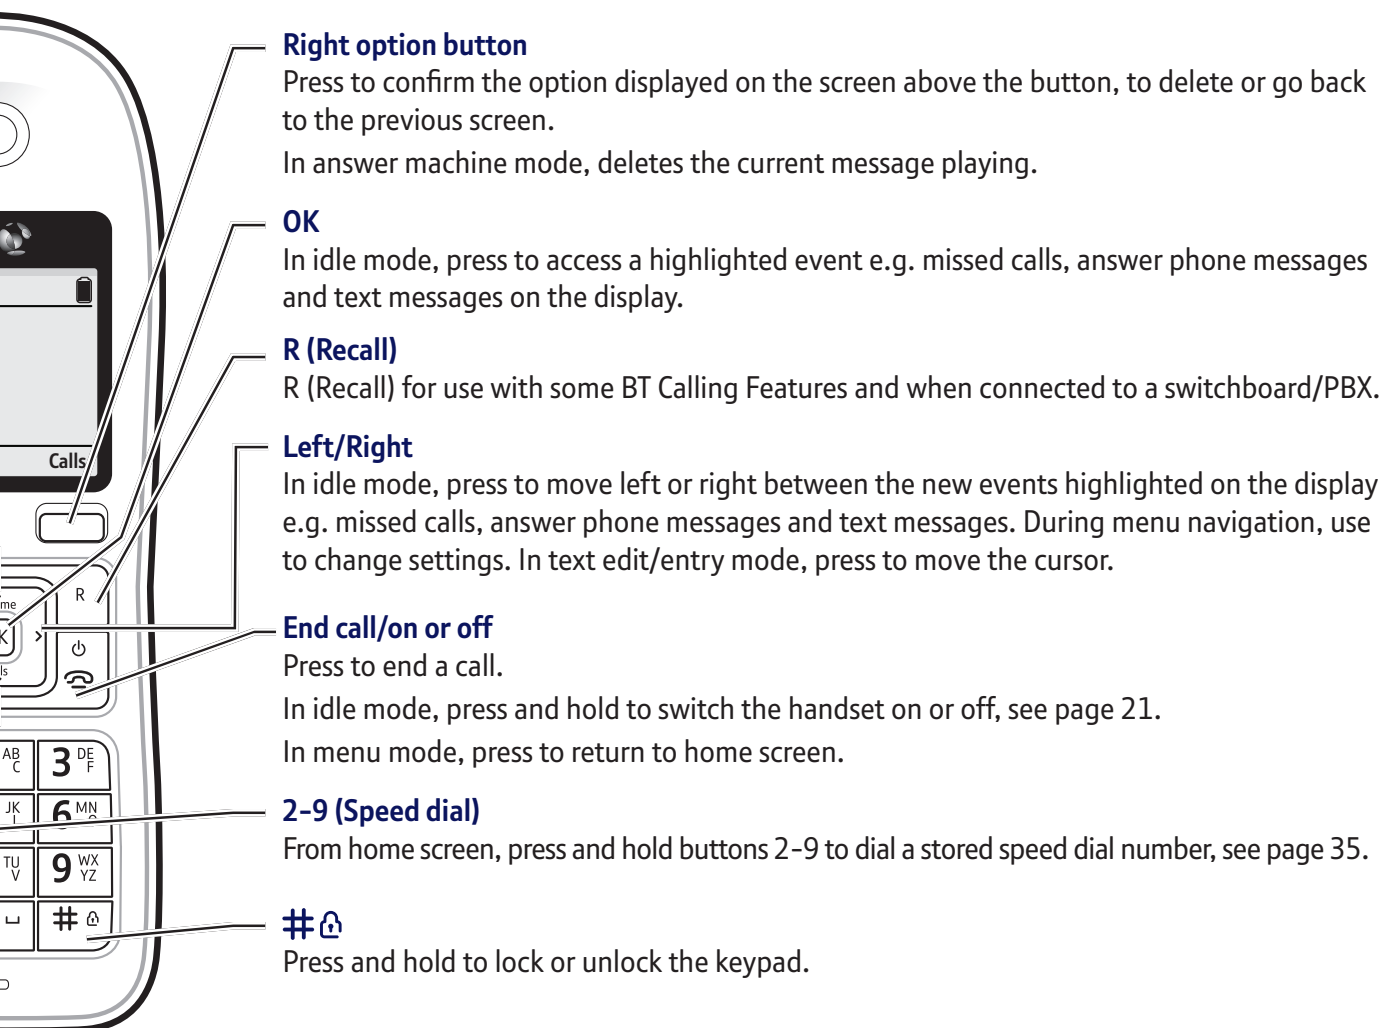 Right option button
Press to confirm the option displayed on the screen above the button, to delete or go back
to the previous screen.
In answer machine mode, deletes the current message playing.
OK
In idle mode, press to access a highlighted event e.g. missed calls, answer phone messages
and text messages on the display.
R (Recall)
R (Recall) for use with some BT Calling Features and when connected to a switchboard/PBX.
Calls
Left/Right
In idle mode, press to move left or right between the new events highlighted on the display
e.g. missed calls, answer phone messages and text messages. During menu navigation, use
to change settings. In text edit/entry mode, press to move the cursor.
R
me
K
>
ls
End call/on or off
Press to end a call.
In idle mode, press and hold to switch the handset on or off, see page 21.
In menu mode, press to return to home screen.
AB
C
3 DE
F
2-9 (Speed dial)
From home screen, press and hold buttons 2-9 to dial a stored speed dial number, see page 35.
JK
6 MN
TU
V
9 WX
YZ
#
#
Press and hold to lock or unlock the keypad.